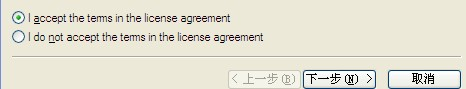 I accept the terms in the license agreement
I do not accept the terms in the license agreement
< 上一步 (B) 下一步 (N) > 取消